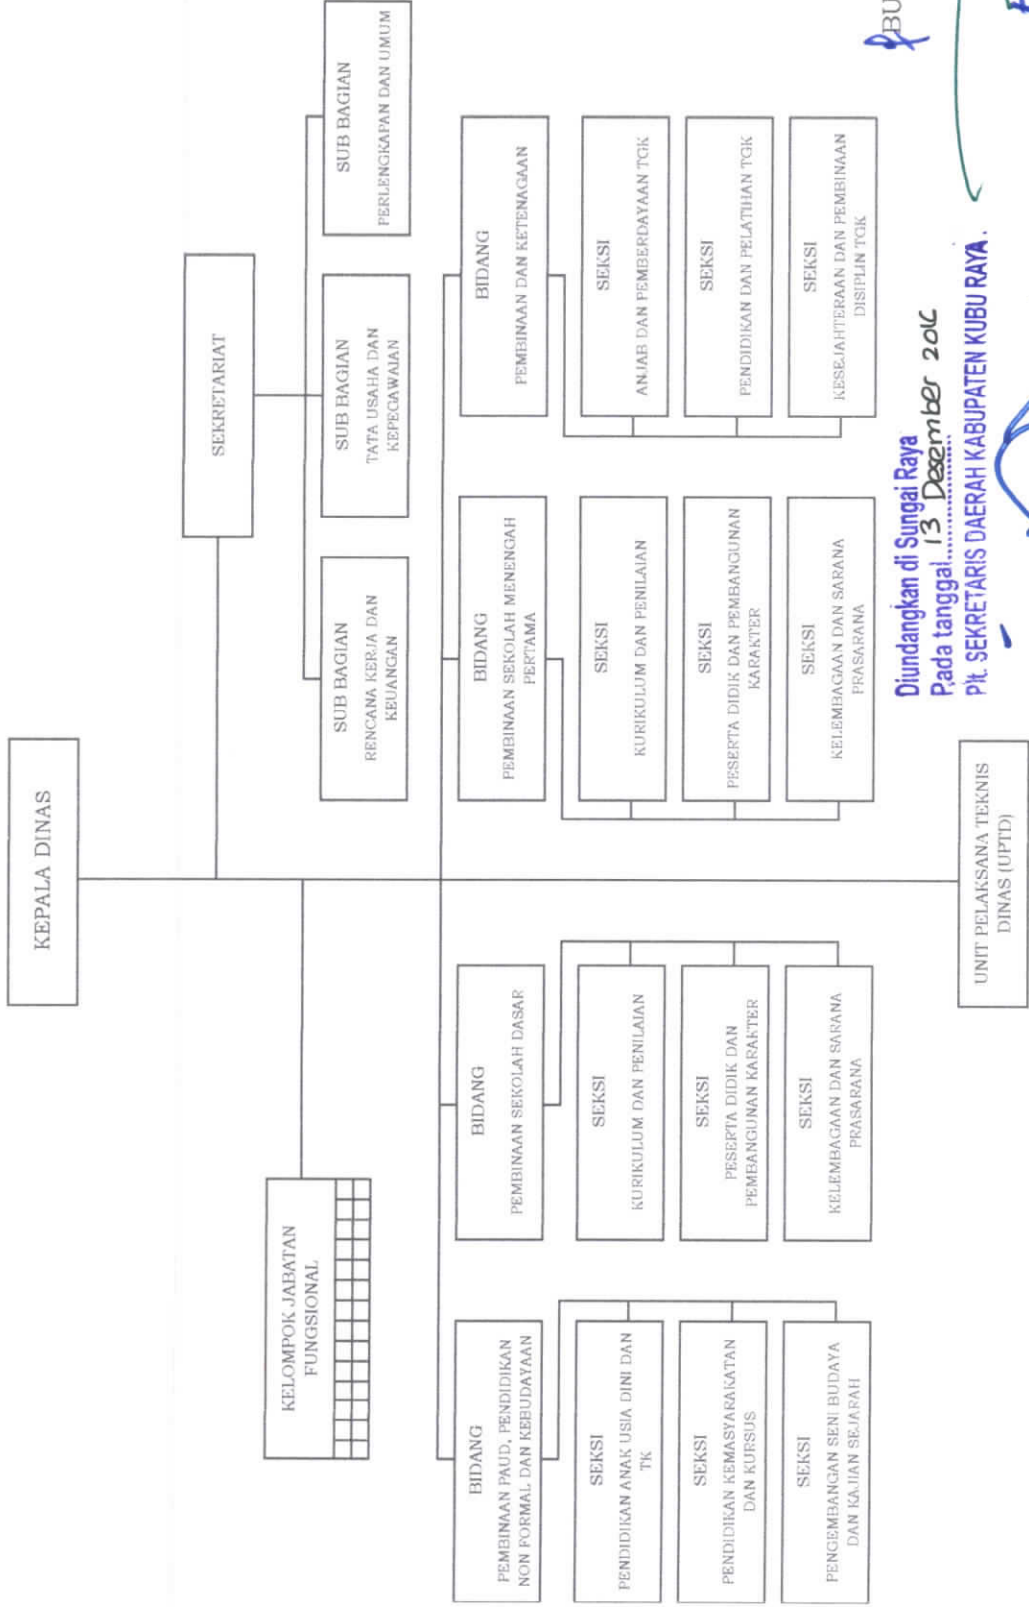 KEPALA DINAS
KELOMPOK JABATAN
FUNGSIONAL
SEKRETARIAT
SUB BAGIAN
RENCANA KERJA DAN
KEUANGAN
SUB BAGIAN
TATA USAHA DAN
KEPEGAWAIAN
SUB BAGIAN
PERLENGKAPAN DAN UMUM
BIDANG
PEMBINAAN PAUD, PENDIDIKAN
NON FORMAL DAN KEBUDAYAAN
SEKSI
PENDIDIKAN ANAK USIA DINI DAN
TK
SEKSI
PENDIDIKAN KEMASYARAKATAN
DAN KURSUS
SEKSI
PENGEMBANGAN SENI BUDAYA
DAN KAJIAN SEJARAH
BIDANG
PEMBINAAN SEKOLAH DASAR
SEKSI
KURIKULUM DAN PENILAIAN
SEKSI
PESERTA DIDIK DAN
PEMBANGUNAN KARAKTER
SEKSI
KELEMBAGAAN DAN SARANA
PRASARANA
BIDANG
PEMBINAAN SEKOLAH MENENGAH
PERTAMA
SEKSI
KURIKULUM DAN PENILAIAN
SEKSI
PESERTA DIDIK DAN PEMBANGUNAN
KARAKTER
SEKSI
KELEMBAGAAN DAN SARANA
PRASARANA
BIDANG
PEMBINAAN DAN KETENAGAAN
SEKSI
ANJAB DAN PEMBERDAYAAN TGK
SEKSI
PENDIDIKAN DAN PELATIHAN TGK
SEKSI
KESEJAHTERAAN DAN PEMBINAAN
DISIPLIN TGK
UNIT PELAKSANA TEKNIS
DINAS (UPTD)
Diundangkan di Sungai Raya
Pada tanggal 13 Desember 2016
Plt. SEKRETARIS DAERAH KABUPATEN KUBU RAYA.
BU